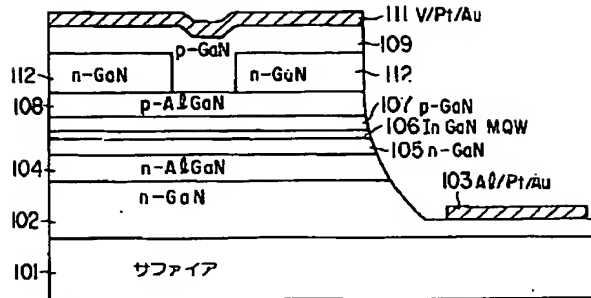 111 V/Pt/Au
p-GaN
109
112 n-GaN n-GaN 112
108 p-AlGaN
107 p-GaN
106 InGaN MQW
105 n-GaN
104 n-AlGaN
103 Al/Pt/Au
n-GaN
102
101 サファイア